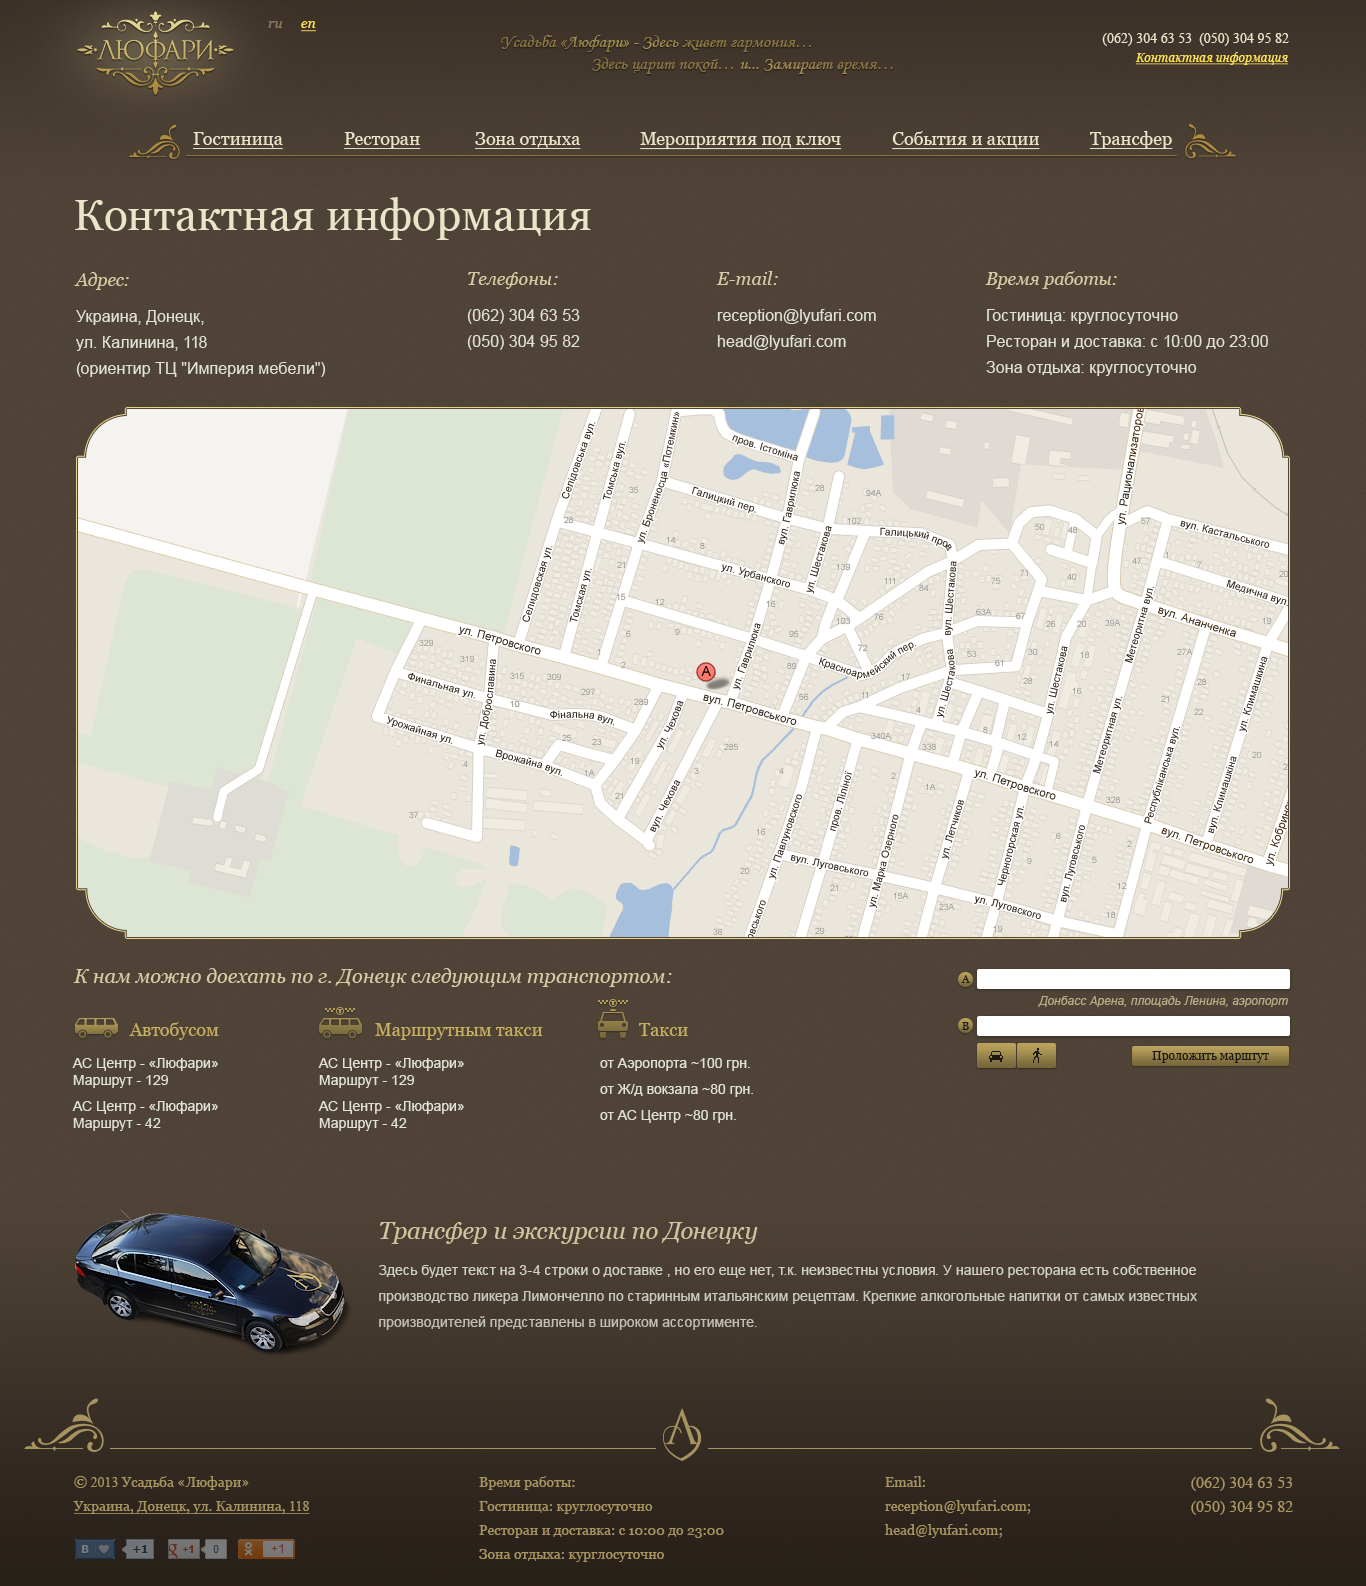 ЛЮФАРИ
ru en
Усадьба «Люфари» - Здесь живет гармония...
Здесь царит покой... и... Замирает время...
(062) 304 63 53 (050) 304 95 82
Контактная информация
Гостиница Ресторан Зона отдыха Мероприятия под ключ События и акции Трансфер
Контактная информация
Адрес:
Украина, Донецк,
ул. Калинина, 118
(ориентир ТЦ "Империя мебели")
Телефоны:
(062) 304 63 53
(050) 304 95 82
E-mail:
reception@lyufari.com
head@lyufari.com
Время работы:
Гостиница: круглосуточно
Ресторан и доставка: с 10:00 до 23:00
Зона отдыха: круглосуточно
Селідовська вул.
Томська вул.
ул. Броненосца «Потемкин»
пров. Істоміна
Галицкий пер.
вул. Гаврилюка
ул. Шестакова
Галицький пров
ул. Рационализаторов
вул. Кастальського
Медична вул.
вул. Ананченка
Селидовская ул.
Томская ул.
ул. Урбанского
ул. Гаврилюка
вул. Шестакова
Метеоритна вул.
ул. Петровского
A
Красноармейский пер.
ул. Шестакова
ул. Шестакова
ул. Климашкина
Финальная ул.
ул. Доброславина
Фінальна вул.
вул. Петровського
Урожайная ул.
Врожайна вул.
ул. Чехова
вул. Чехова
Метеоритная ул.
Республіканська вул.
вул. Климашкіна
ул. Петровского
вул. Петровського
ул. Кобрин
ул. Павлуновского
пров. Ліліної
ул. Марка Озерного
ул. Летчиков
Черногорская ул.
вул. Луговського
вул. Луговського
ул. Луговского
овського
К нам можно доехать по г. Донецк следующим транспортом:
Автобусом
АС Центр - «Люфари»
Маршрут - 129
АС Центр - «Люфари»
Маршрут - 42
Маршрутным такси
АС Центр - «Люфари»
Маршрут - 129
АС Центр - «Люфари»
Маршрут - 42
Такси
от Аэропорта ~100 грн.
от Ж/д вокзала ~80 грн.
от АС Центр ~80 грн.
A
Донбасс Арена, площадь Ленина, аэропорт
B
Проложить марштут
Трансфер и экскурсии по Донецку
Здесь будет текст на 3-4 строки о доставке , но его еще нет, т.к. неизвестны условия. У нашего ресторана есть собственное
производство ликера Лимончелло по старинным итальянским рецептам. Крепкие алкогольные напитки от самых известных
производителей представлены в широком ассортименте.
© 2013 Усадьба «Люфари»
Украина, Донецк, ул. Калинина, 118
В +1 g +1 0 +1
Время работы:
Гостиница: круглосуточно
Ресторан и доставка: с 10:00 до 23:00
Зона отдыха: кургλосуточно
Email:
reception@lyufari.com;
head@lyufari.com;
(062) 304 63 53
(050) 304 95 82